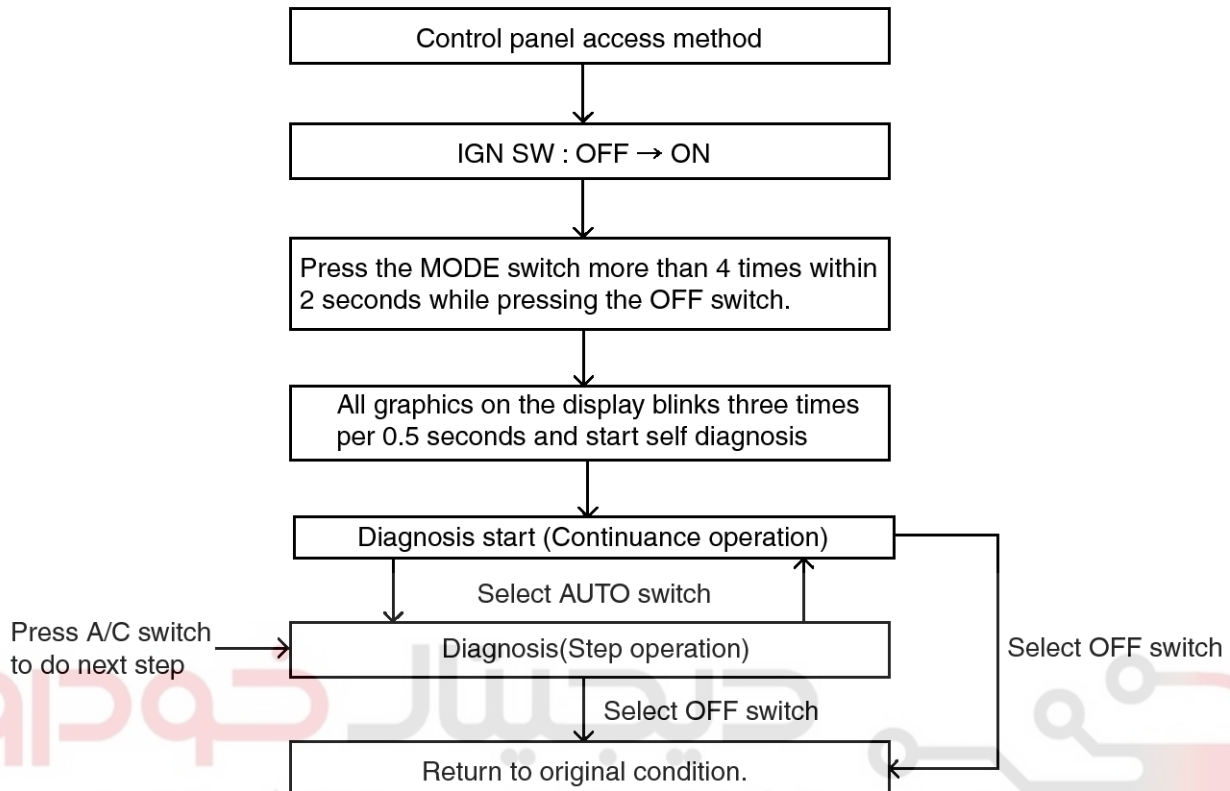 Control panel access method
IGN SW : OFF → ON
Press the MODE switch more than 4 times within
2 seconds while pressing the OFF switch.
All graphics on the display blinks three times
per 0.5 seconds and start self diagnosis
Diagnosis start (Continuance operation)
Select AUTO switch
Press A/C switch
to do next step
Diagnosis(Step operation)
Select OFF switch
Select OFF switch
Return to original condition.
دیجیتال خودرو